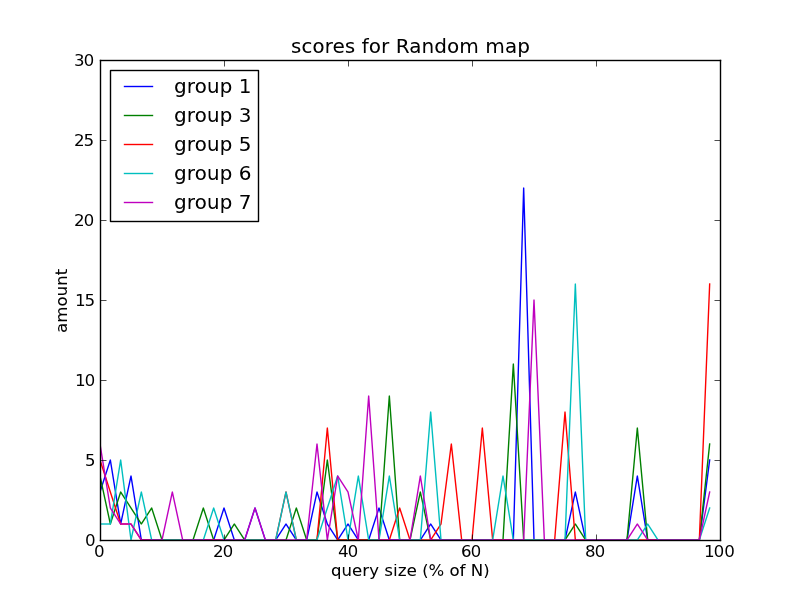 scores for Random map
30
25
20
15
10
5
0
amount
group 1
group 3
group 5
group 6
group 7
0 20 40 60 80 100
query size (% of N)